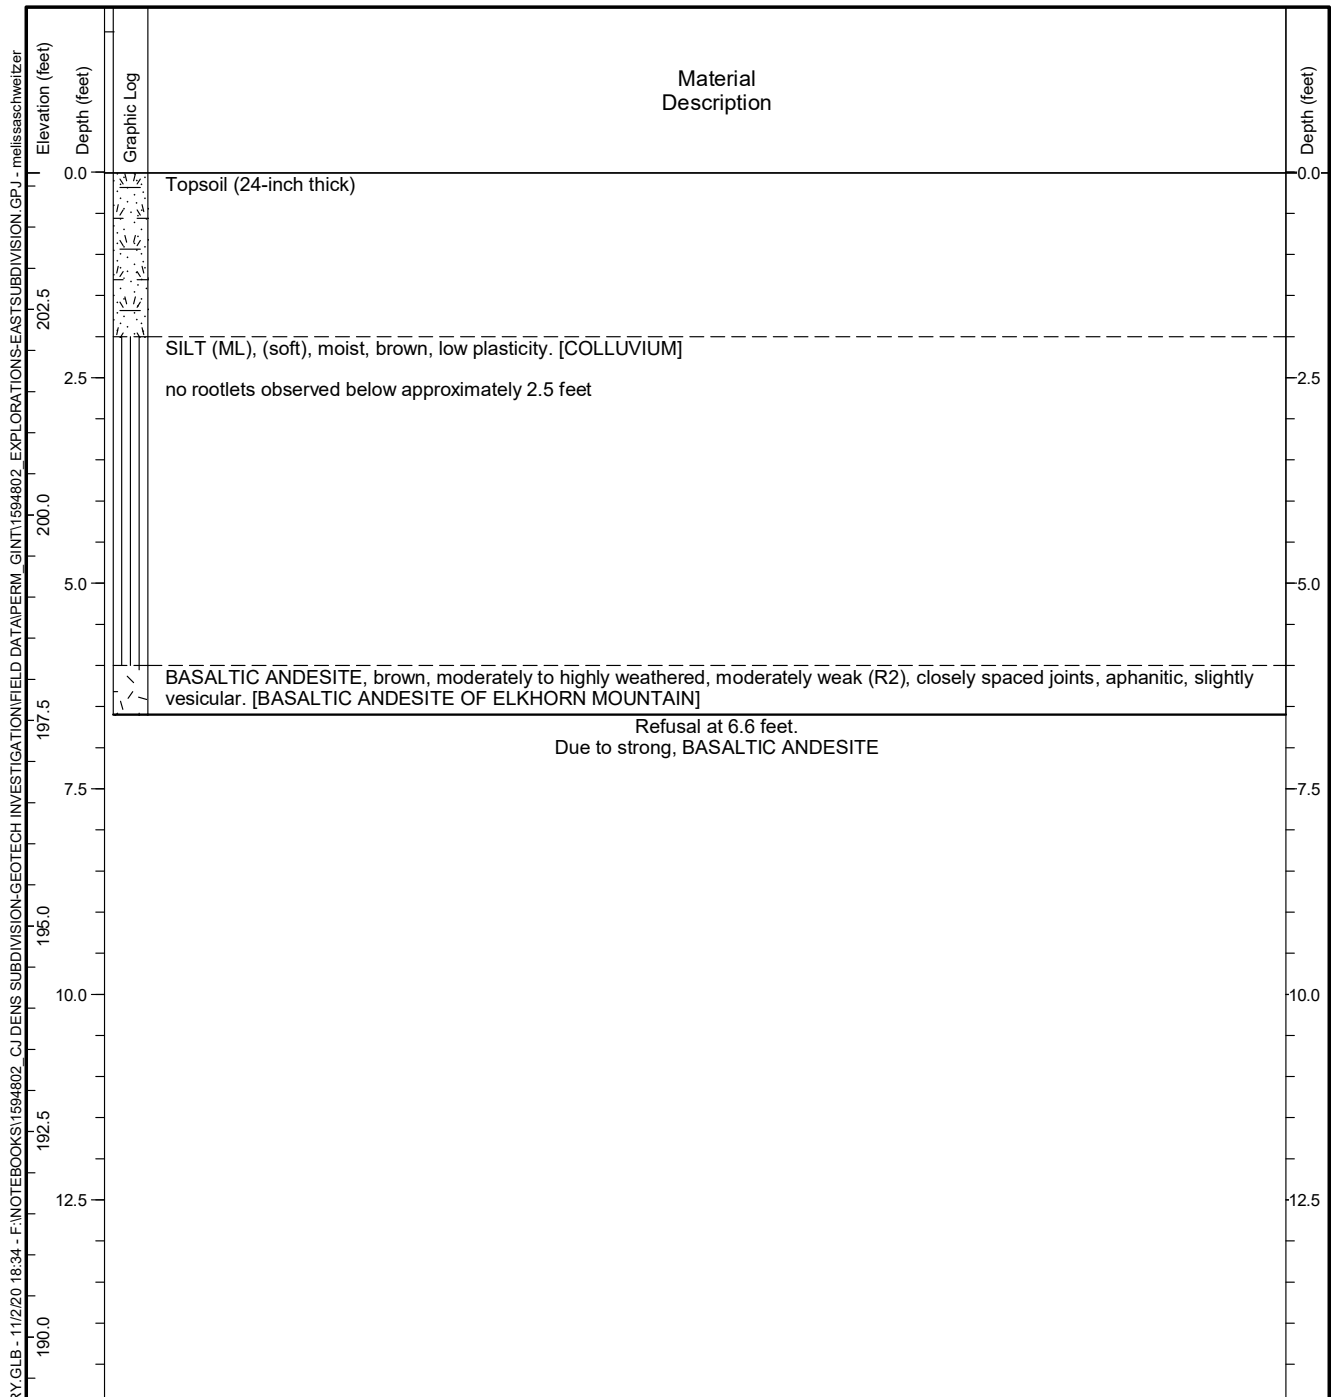 RY.GLB - 11/2/20 18:34 - F:\NOTEBOOKS\1594802_CJ DENS SUBDIVISION-GEOTECH INVESTIGATION\FIELD DATA\PERM_GINT\1594802_EXPLORATIONS-EASTSUBDIVISION.GPJ - melissaschweitzer
Elevation (feet)
Depth (feet)
Graphic Log
Material
Description
Depth (feet)
0.0
0.0
Topsoil (24-inch thick)
202.5
SILT (ML), (soft), moist, brown, low plasticity. [COLLUVIUM]
2.5
no rootlets observed below approximately 2.5 feet
2.5
200.0
5.0
5.0
BASALTIC ANDESITE, brown, moderately to highly weathered, moderately weak (R2), closely spaced joints, aphanitic, slightly
vesicular. [BASALTIC ANDESITE OF ELKHORN MOUNTAIN]
197.5
Refusal at 6.6 feet.
Due to strong, BASALTIC ANDESITE
7.5
7.5
195.0
10.0
10.0
192.5
12.5
12.5
190.0